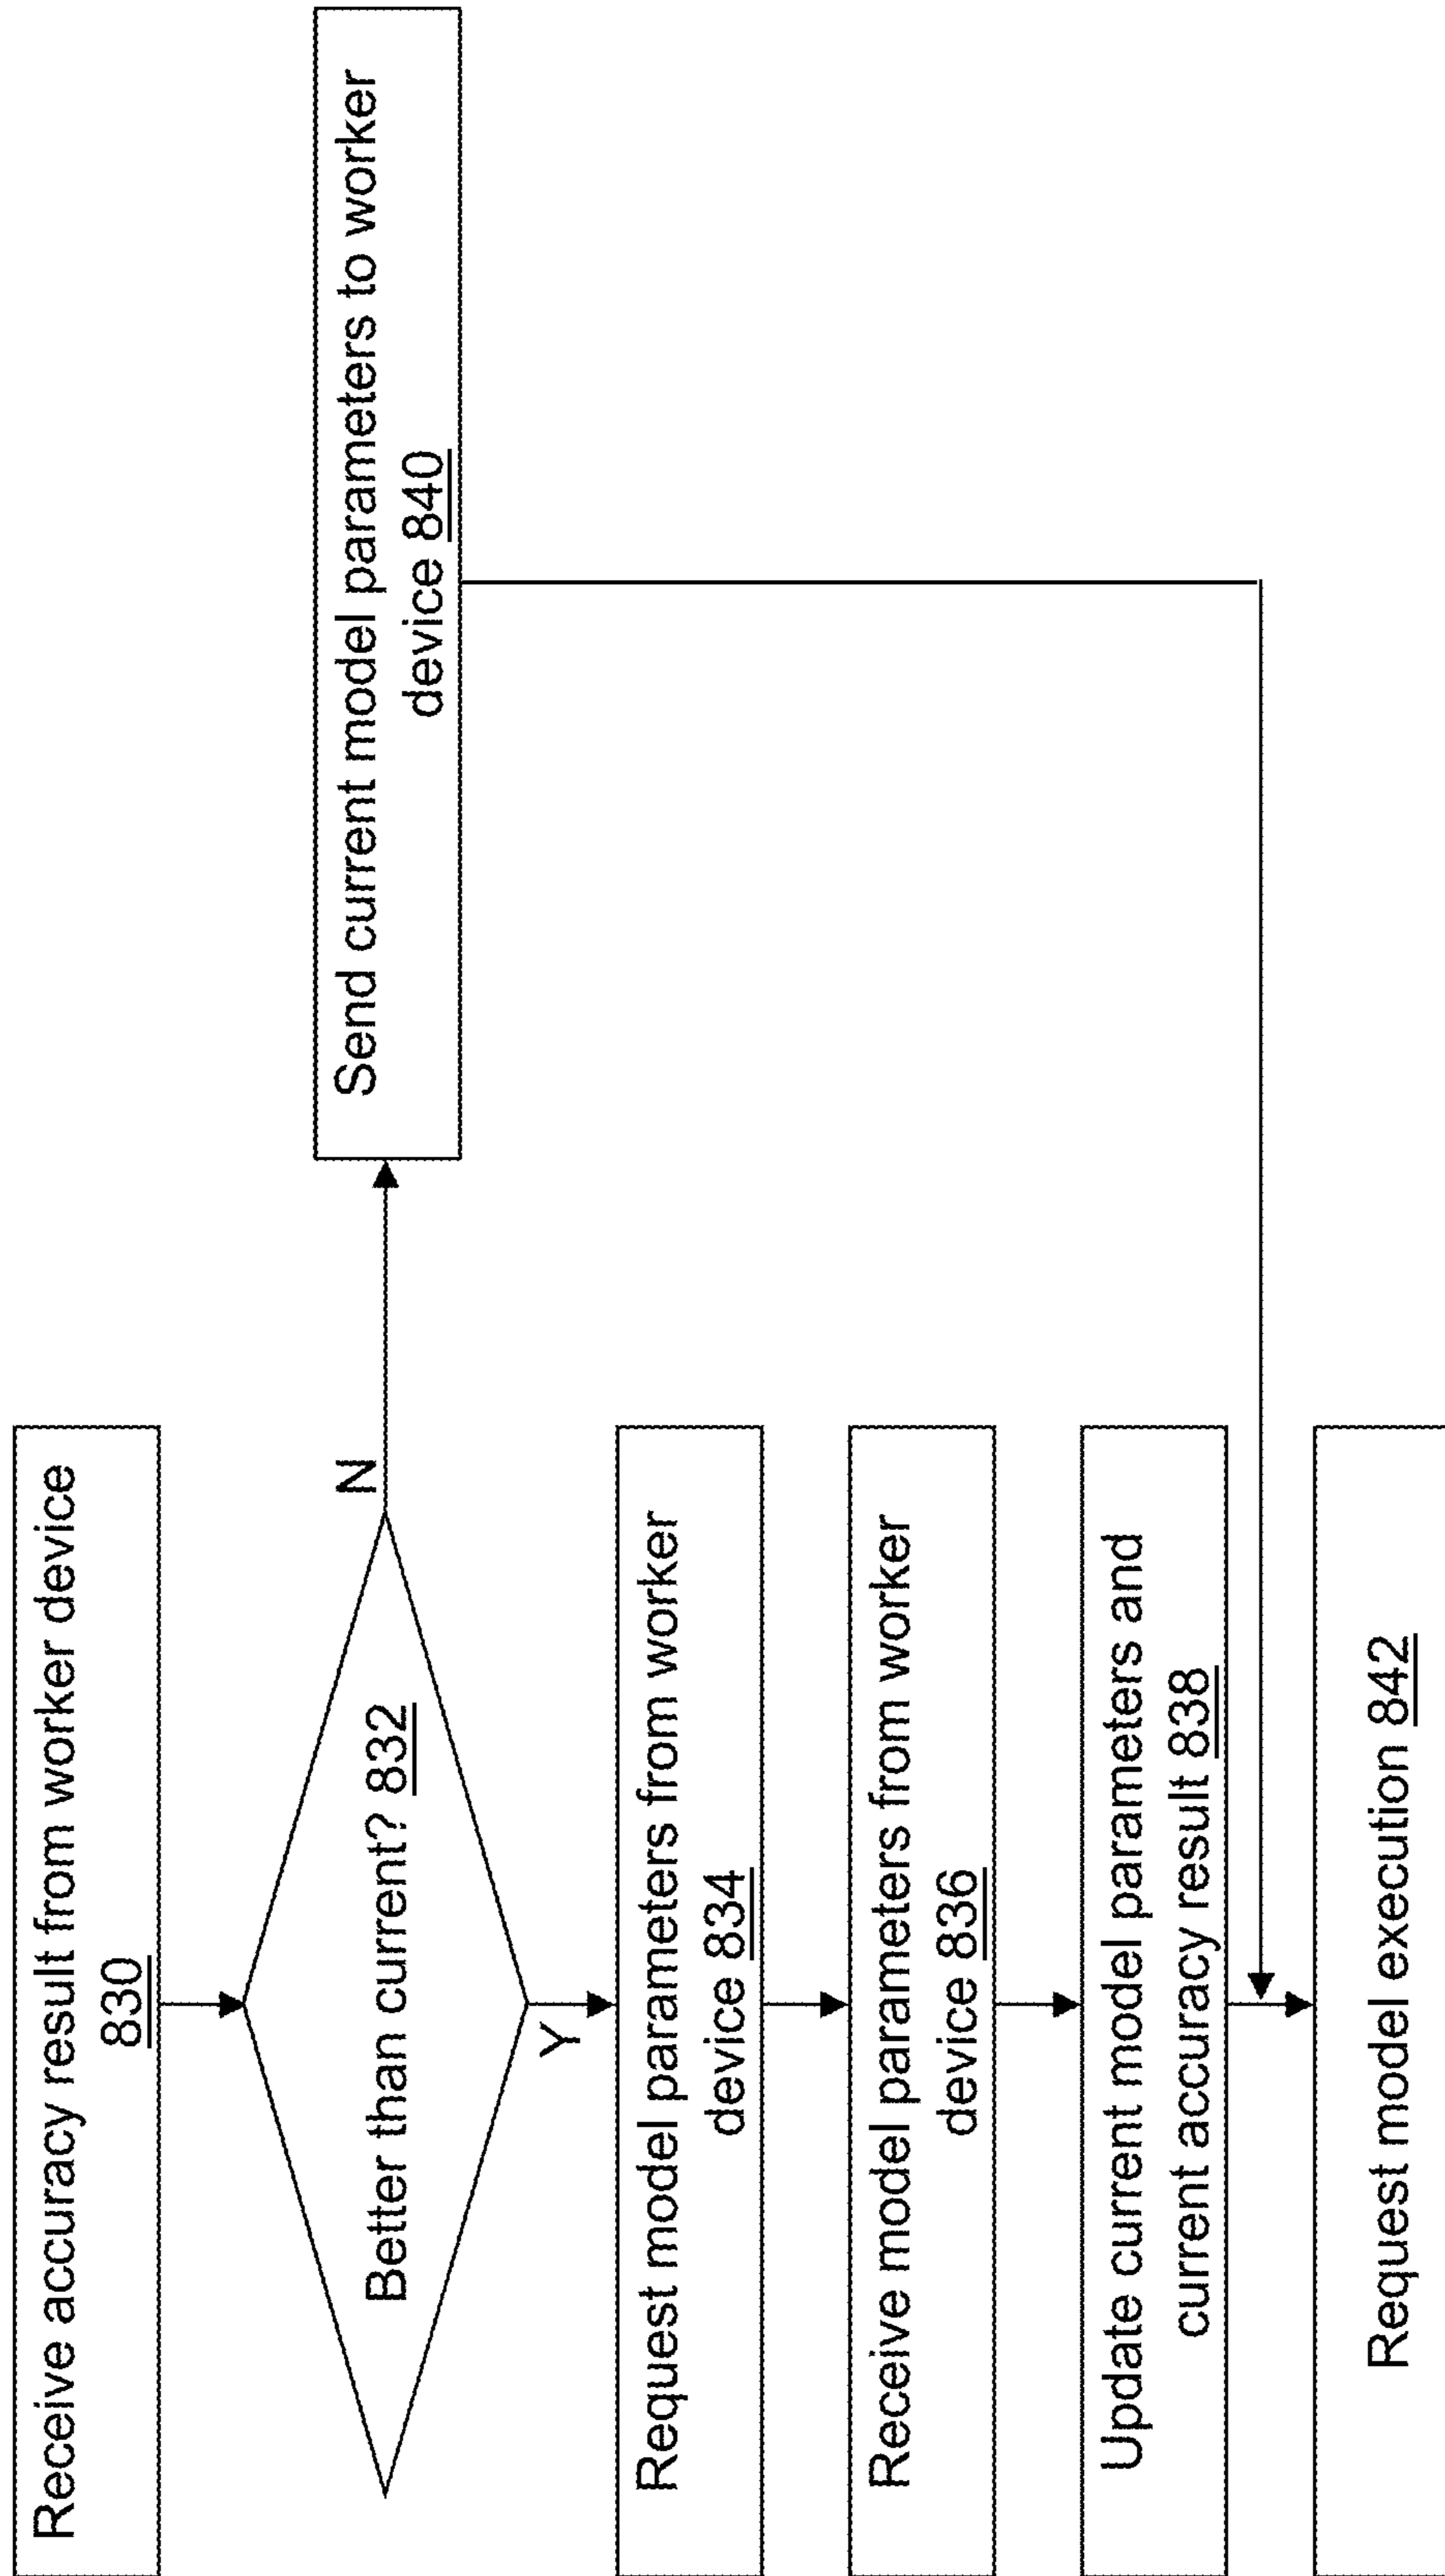 Receive accuracy result from worker device
830
Better than current? 832
N
Y
Send current model parameters to worker
device 840
Request model parameters from worker
device 834
Receive model parameters from worker
device 836
Update current model parameters and
current accuracy result 838
Request model execution 842